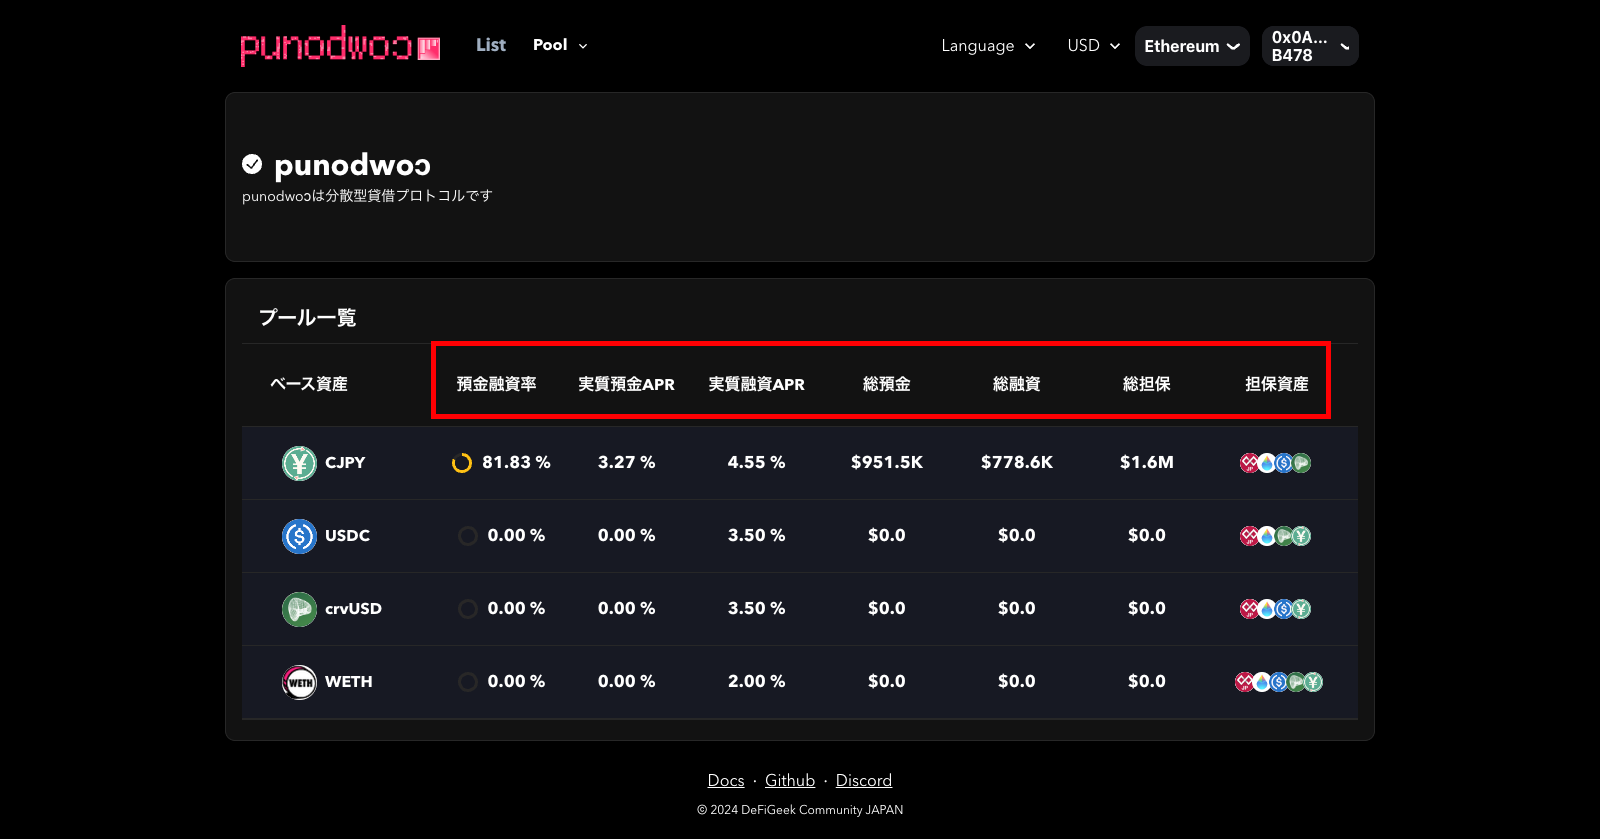 punodwoɔ List Pool Language USD Ethereum 0x0A... B478
punodwoɔ
punodwoɔは分散型貸借プロトコルです
プール一覧
ベース資産 預金融資率 実質預金APR 実質融資APR 総預金 総融資 総担保 担保資産
CJPY 81.83 % 3.27 % 4.55 % $951.5K $778.6K $1.6M
USDC 0.00 % 0.00 % 3.50 % $0.0 $0.0 $0.0
crvUSD 0.00 % 0.00 % 3.50 % $0.0 $0.0 $0.0
WETH WETH 0.00 % 0.00 % 2.00 % $0.0 $0.0 $0.0
Docs · Github · Discord
© 2024 DeFiGeek Community JAPAN